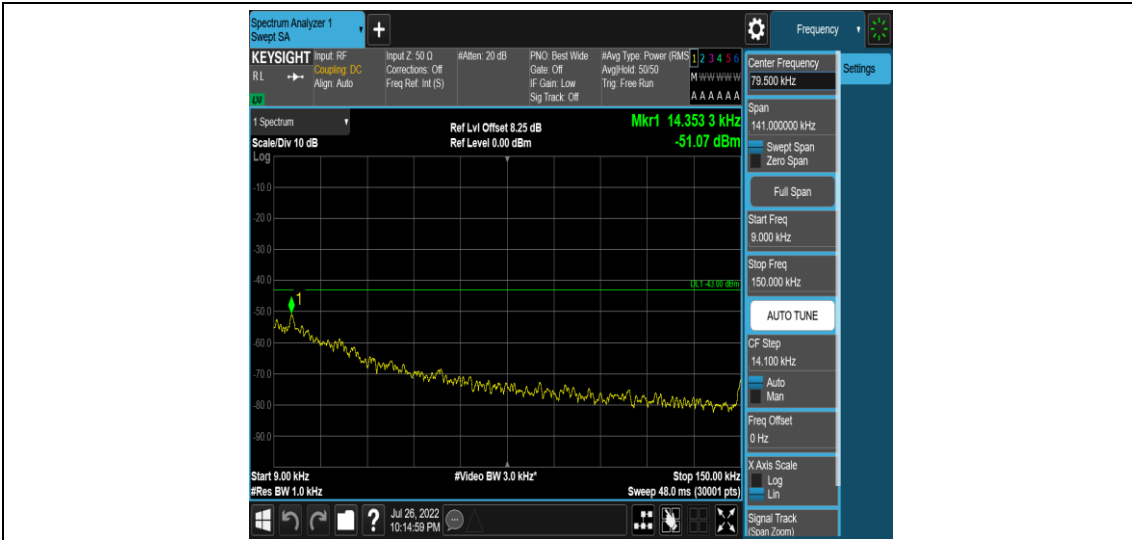 Spectrum Analyzer 1
Swept SA
+
Frequency
KEYSIGHT
RL
Input: RF
Coupling: DC
Align: Auto
Input Z: 50 Ω
Corrections: Off
Freq Ref: Int (S)
#Atten: 20 dB
PNO: Best Wide
Gate: Off
IF Gain: Low
Sig Track: Off
#Avg Type: Power (RMS
Avg|Hold: 50/50
Trig: Free Run
1 2 3 4 5 6
M W W W W W
A A A A A A
1 Spectrum
Scale/Div 10 dB
Log
Ref Lvl Offset 8.25 dB
Ref Level 0.00 dBm
Mkr1 14.353 3 kHz
-51.07 dBm
-10.0
-20.0
-30.0
-40.0
-50.0
-60.0
-70.0
-80.0
-90.0
DL1 -43.00 dBm
1
Start 9.00 kHz
#Res BW 1.0 kHz
#Video BW 3.0 kHz*
Stop 150.00 kHz
Sweep 48.0 ms (30001 pts)
Jul 26, 2022
10:14:59 PM
?
Center Frequency
79.500 kHz
Settings
Span
141.000000 kHz
Swept Span
Zero Span
Full Span
Start Freq
9.000 kHz
Stop Freq
150.000 kHz
AUTO TUNE
CF Step
14.100 kHz
Auto
Man
Freq Offset
0 Hz
X Axis Scale
Log
Lin
Signal Track
(Span Zoom)